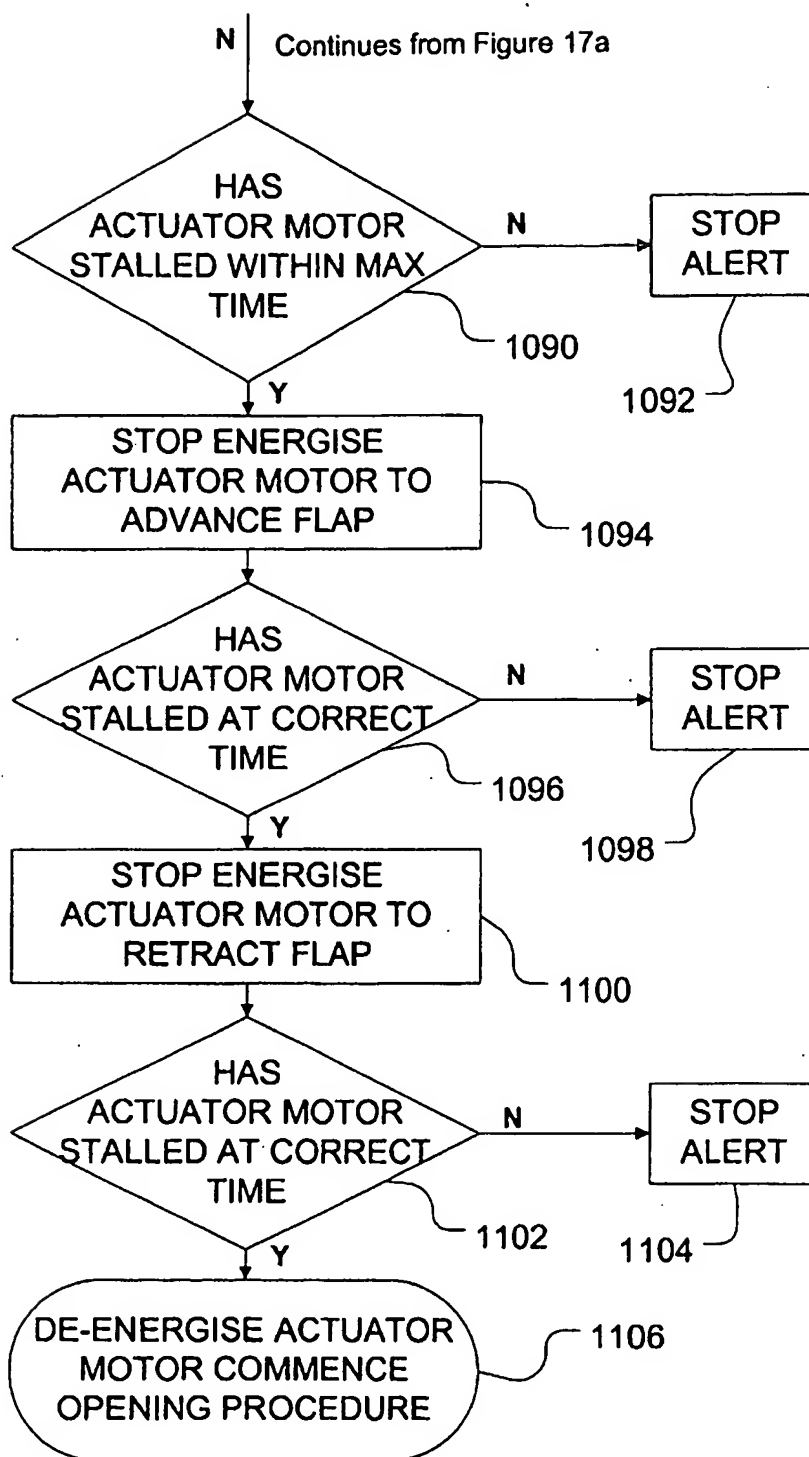 N
Continues from Figure 17a
HAS
ACTUATOR MOTOR
STALLED WITHIN MAX
TIME
N
STOP
ALERT
1090
1092
Y
STOP ENERGISE
ACTUATOR MOTOR TO
ADVANCE FLAP
1094
HAS
ACTUATOR MOTOR
STALLED AT CORRECT
TIME
N
STOP
ALERT
1096
1098
Y
STOP ENERGISE
ACTUATOR MOTOR TO
RETRACT FLAP
1100
HAS
ACTUATOR MOTOR
STALLED AT CORRECT
TIME
N
STOP
ALERT
1102
1104
Y
DE-ENERGISE ACTUATOR
MOTOR COMMENCE
OPENING PROCEDURE
1106